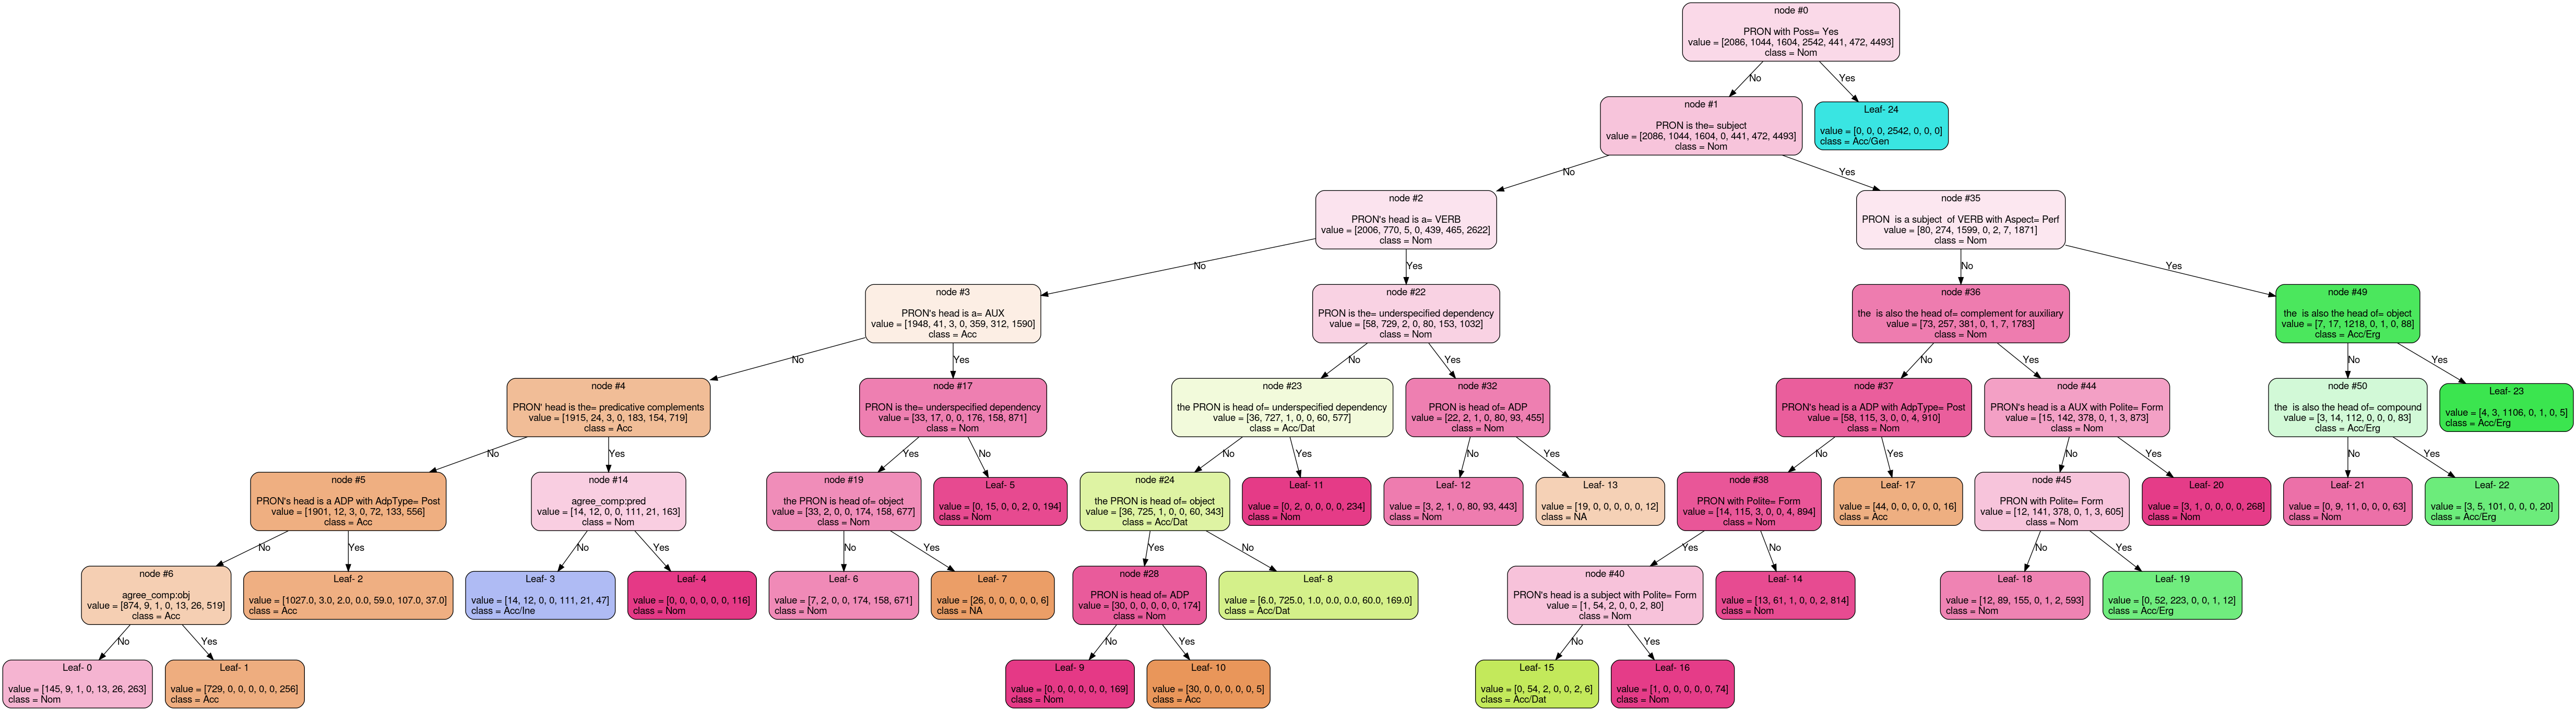 node #0
PRON with Poss= Yes
value = [2086, 1044, 1604, 2542, 441, 472, 4493]
class = Nom
No
Yes
node #1
PRON is the= subject
value = [2086, 1044, 1604, 0, 441, 472, 4493]
class = Nom
Leaf- 24
value = [0, 0, 0, 2542, 0, 0, 0]
class = Acc/Gen
No
Yes
node #2
PRON's head is a= VERB
value = [2006, 770, 5, 0, 439, 465, 2622]
class = Nom
node #35
PRON  is a subject  of VERB with Aspect= Perf
value = [80, 274, 1599, 0, 2, 7, 1871]
class = Nom
No
Yes
No
Yes
node #3
PRON's head is a= AUX
value = [1948, 41, 3, 0, 359, 312, 1590]
class = Acc
node #22
PRON is the= underspecified dependency
value = [58, 729, 2, 0, 80, 153, 1032]
class = Nom
node #36
the  is also the head of= complement for auxiliary
value = [73, 257, 381, 0, 1, 7, 1783]
class = Nom
node #49
the  is also the head of= object
value = [7, 17, 1218, 0, 1, 0, 88]
class = Acc/Erg
No
Yes
No
Yes
No
Yes
No
Yes
node #4
PRON' head is the= predicative complements
value = [1915, 24, 3, 0, 183, 154, 719]
class = Acc
node #17
PRON is the= underspecified dependency
value = [33, 17, 0, 0, 176, 158, 871]
class = Nom
node #23
the PRON is head of= underspecified dependency
value = [36, 727, 1, 0, 0, 60, 577]
class = Acc/Dat
node #32
PRON is head of= ADP
value = [22, 2, 1, 0, 80, 93, 455]
class = Nom
node #37
PRON's head is a ADP with AdpType= Post
value = [58, 115, 3, 0, 0, 4, 910]
class = Nom
node #44
PRON's head is a AUX with Polite= Form
value = [15, 142, 378, 0, 1, 3, 873]
class = Nom
node #50
the  is also the head of= compound
value = [3, 14, 112, 0, 0, 0, 83]
class = Acc/Erg
Leaf- 23
value = [4, 3, 1106, 0, 1, 0, 5]
class = Acc/Erg
No
Yes
Yes
No
No
Yes
No
Yes
No
Yes
No
Yes
No
Yes
node #5
PRON's head is a ADP with AdpType= Post
value = [1901, 12, 3, 0, 72, 133, 556]
class = Acc
node #14
agree_comp:pred
value = [14, 12, 0, 0, 111, 21, 163]
class = Nom
node #19
the PRON is head of= object
value = [33, 2, 0, 0, 174, 158, 677]
class = Nom
Leaf- 5
value = [0, 15, 0, 0, 2, 0, 194]
class = Nom
node #24
the PRON is head of= object
value = [36, 725, 1, 0, 0, 60, 343]
class = Acc/Dat
Leaf- 11
value = [0, 2, 0, 0, 0, 0, 234]
class = Nom
Leaf- 12
value = [3, 2, 1, 0, 80, 93, 443]
class = Nom
Leaf- 13
value = [19, 0, 0, 0, 0, 0, 12]
class = NA
node #38
PRON with Polite= Form
value = [14, 115, 3, 0, 0, 4, 894]
class = Nom
Leaf- 17
value = [44, 0, 0, 0, 0, 0, 16]
class = Acc
node #45
PRON with Polite= Form
value = [12, 141, 378, 0, 1, 3, 605]
class = Nom
Leaf- 20
value = [3, 1, 0, 0, 0, 0, 268]
class = Nom
Leaf- 21
value = [0, 9, 11, 0, 0, 0, 63]
class = Nom
Leaf- 22
value = [3, 5, 101, 0, 0, 0, 20]
class = Acc/Erg
No
Yes
No
Yes
No
Yes
Yes
No
Yes
No
No
Yes
node #6
agree_comp:obj
value = [874, 9, 1, 0, 13, 26, 519]
class = Acc
Leaf- 2
value = [1027.0, 3.0, 2.0, 0.0, 59.0, 107.0, 37.0]
class = Acc
Leaf- 3
value = [14, 12, 0, 0, 111, 21, 47]
class = Acc/Ine
Leaf- 4
value = [0, 0, 0, 0, 0, 0, 116]
class = Nom
Leaf- 6
value = [7, 2, 0, 0, 174, 158, 671]
class = Nom
Leaf- 7
value = [26, 0, 0, 0, 0, 0, 6]
class = NA
node #28
PRON is head of= ADP
value = [30, 0, 0, 0, 0, 0, 174]
class = Nom
Leaf- 8
value = [6.0, 725.0, 1.0, 0.0, 0.0, 60.0, 169.0]
class = Acc/Dat
node #40
PRON's head is a subject with Polite= Form
value = [1, 54, 2, 0, 0, 2, 80]
class = Nom
Leaf- 14
value = [13, 61, 1, 0, 0, 2, 814]
class = Nom
Leaf- 18
value = [12, 89, 155, 0, 1, 2, 593]
class = Nom
Leaf- 19
value = [0, 52, 223, 0, 0, 1, 12]
class = Acc/Erg
No
Yes
No
Yes
No
Yes
Leaf- 0
value = [145, 9, 1, 0, 13, 26, 263]
class = Nom
Leaf- 1
value = [729, 0, 0, 0, 0, 0, 256]
class = Acc
Leaf- 9
value = [0, 0, 0, 0, 0, 0, 169]
class = Nom
Leaf- 10
value = [30, 0, 0, 0, 0, 0, 5]
class = Acc
Leaf- 15
value = [0, 54, 2, 0, 0, 2, 6]
class = Acc/Dat
Leaf- 16
value = [1, 0, 0, 0, 0, 0, 74]
class = Nom